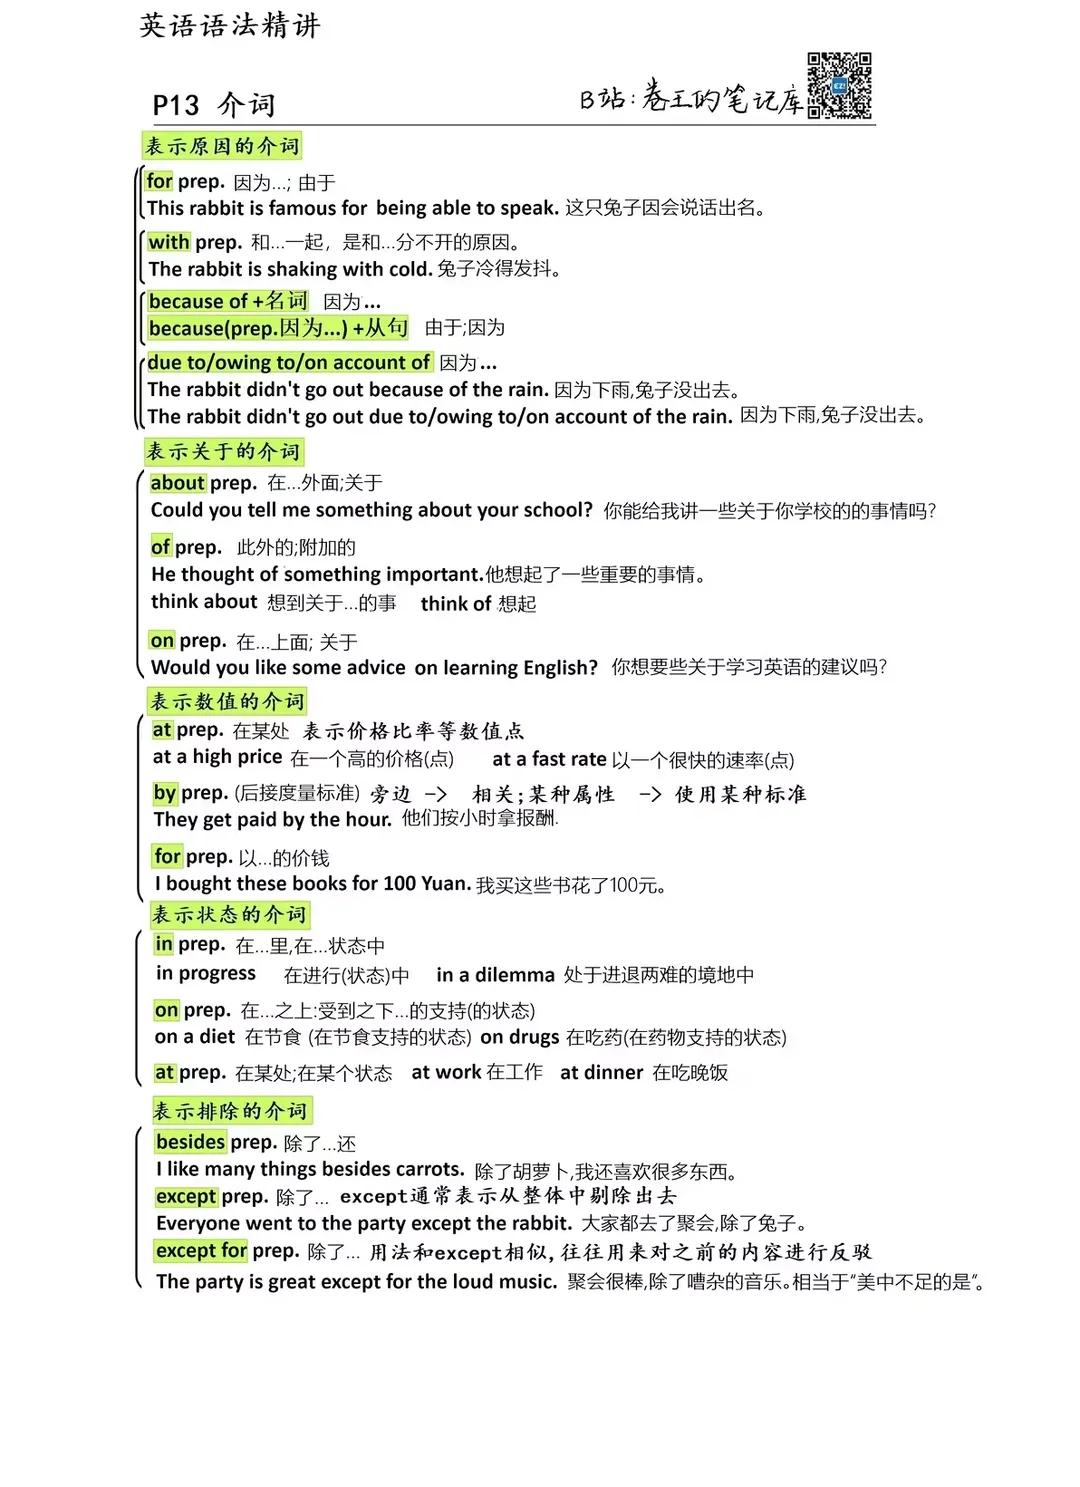 英语语法精讲
P13 介词
B站:卷王的笔记库
表示原因的介词
for prep. 因为...; 由于
This rabbit is famous for being able to speak. 这只兔子因会说话出名。
with prep. 和...一起，是和...分不开的原因。
The rabbit is shaking with cold. 兔子冷得发抖。
because of +名词 因为...
because(prep.因为...) +从句 由于;因为
due to/owing to/on account of 因为...
The rabbit didn't go out because of the rain. 因为下雨,兔子没出去。
The rabbit didn't go out due to/owing to/on account of the rain. 因为下雨,兔子没出去。
表示关于的介词
about prep. 在...外面;关于
Could you tell me something about your school? 你能给我讲一些关于你学校的的事情吗?
of prep. 此外的;附加的
He thought of something important.他想起了一些重要的事情。
think about 想到关于...的事 think of 想起
on prep. 在...上面; 关于
Would you like some advice on learning English? 你想要些关于学习英语的建议吗?
表示数值的介词
at prep. 在某处 表示价格比率等数值点
at a high price 在一个高的价格(点) at a fast rate 以一个很快的速率(点)
by prep. (后接度量标准) 旁边 -> 相关;某种属性 -> 使用某种标准
They get paid by the hour. 他们按小时拿报酬.
for prep. 以...的价钱
I bought these books for 100 Yuan. 我买这些书花了100元。
表示状态的介词
in prep. 在...里,在...状态中
in progress 在进行(状态)中 in a dilemma 处于进退两难的境地中
on prep. 在...之上:受到之下...的支持(的状态)
on a diet 在节食 (在节食支持的状态) on drugs 在吃药(在药物支持的状态)
at prep. 在某处;在某个状态 at work 在工作 at dinner 在吃晚饭
表示排除的介词
besides prep. 除了...还
I like many things besides carrots. 除了胡萝卜,我还喜欢很多东西。
except prep. 除了... except通常表示从整体中剔除出去
Everyone went to the party except the rabbit. 大家都去了聚会,除了兔子。
except for prep. 除了... 用法和except相似,往往用来对之前的内容进行反驳
The party is great except for the loud music. 聚会很棒,除了嘈杂的音乐。相当于“美中不足的是”。